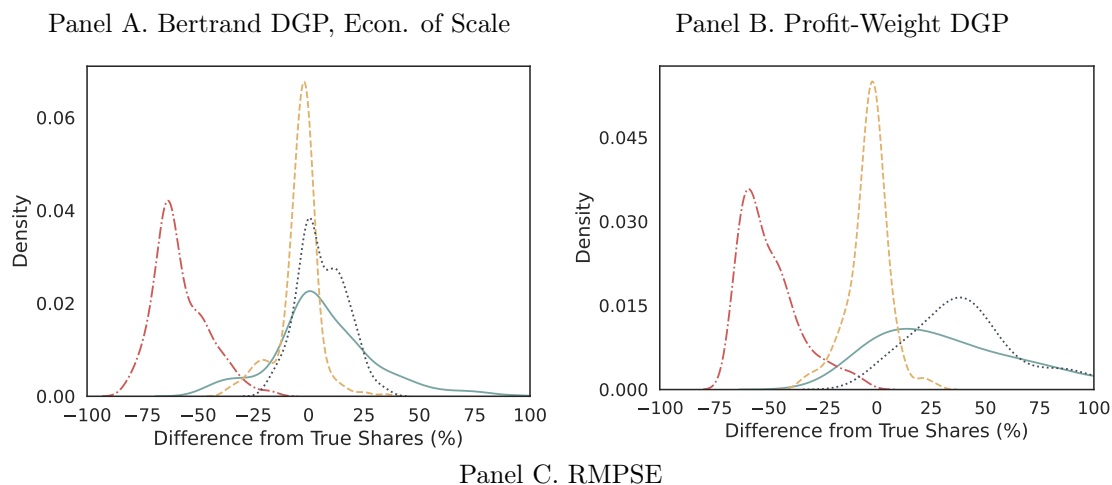 Panel A. Bertrand DGP, Econ. of Scale
Panel B. Profit-Weight DGP
Density
0.06
0.04
0.02
0.00
−100 −75 −50 −25 0 25 50 75 100
Difference from True Shares (%)
Density
0.045
0.030
0.015
0.000
−100 −75 −50 −25 0 25 50 75 100
Difference from True Shares (%)
Panel C. RMPSE